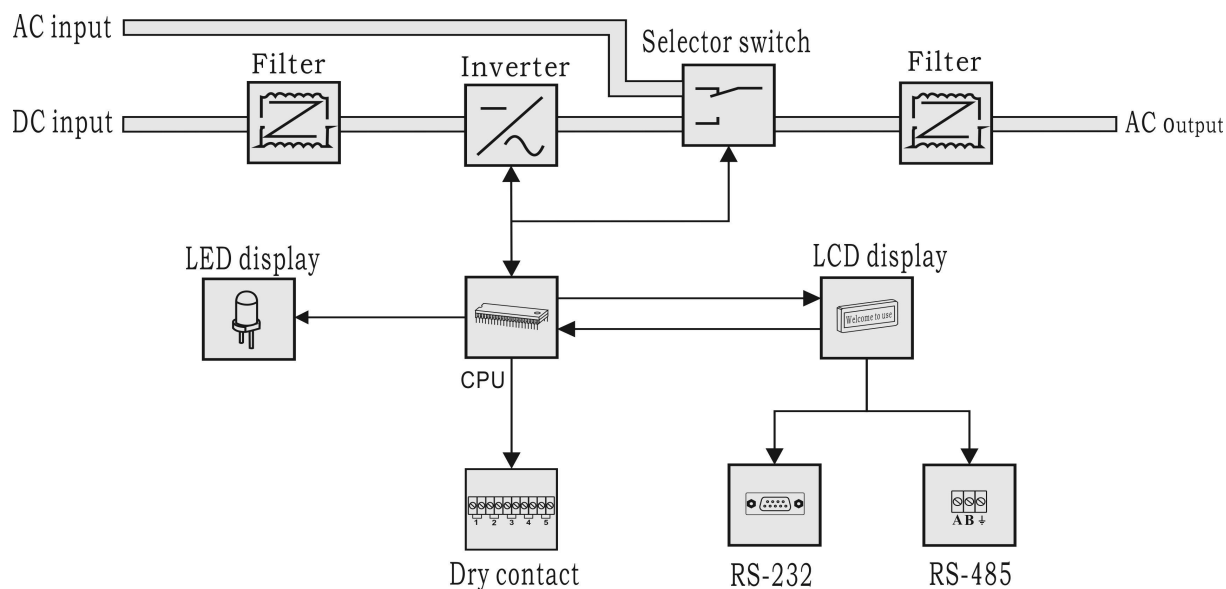 AC input
Selector switch
Filter
Inverter
Filter
DC input
AC output
LED display
LCD display
Welcome to use
CPU
1 2 3 4 5
A B
Dry contact
RS-232
RS-485